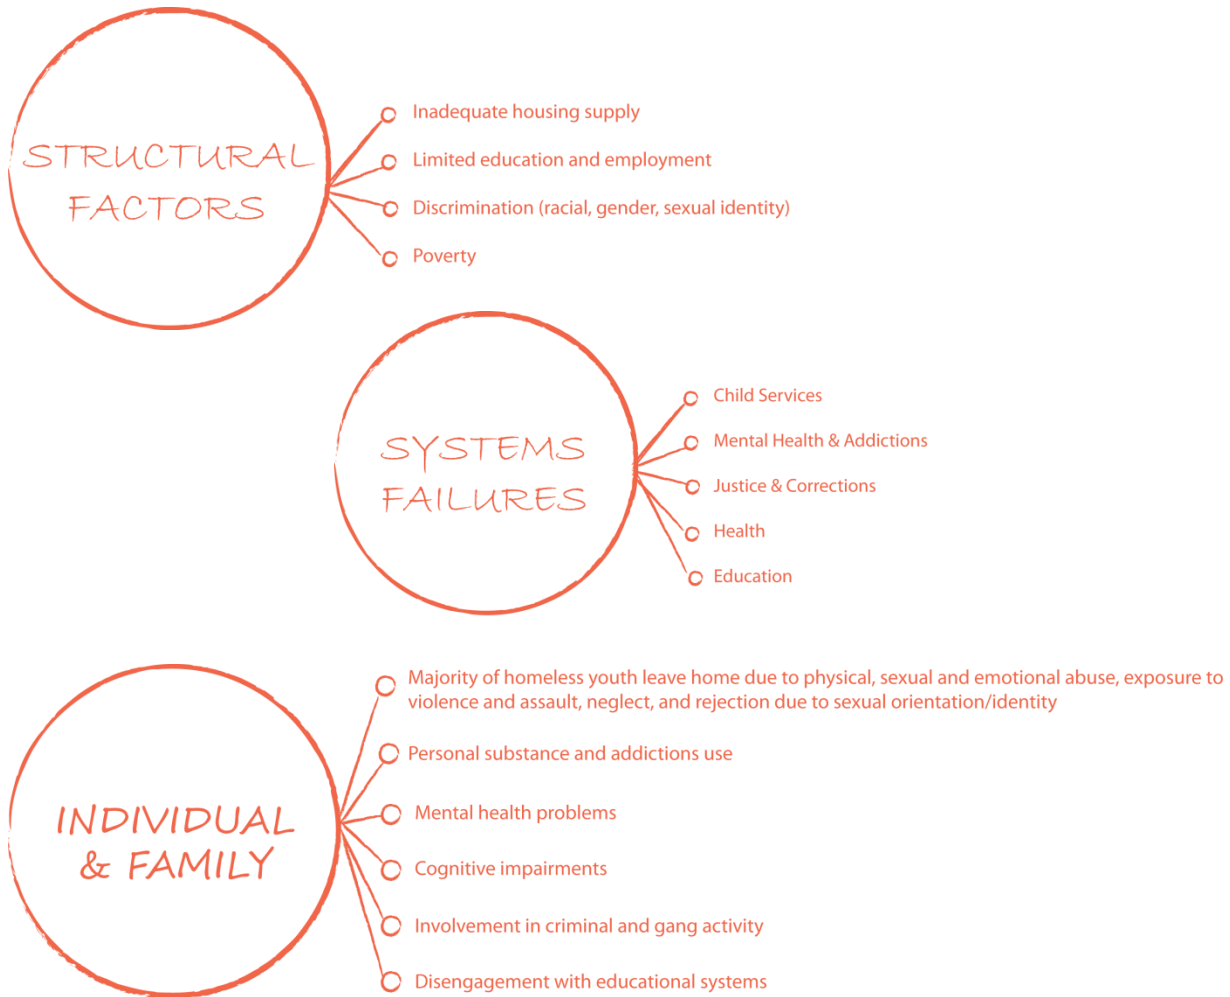 STRUCTURAL
FACTORS
Inadequate housing supply
Limited education and employment
Discrimination (racial, gender, sexual identity)
Poverty
SYSTEMS
FAILURES
Child Services
Mental Health & Addictions
Justice & Corrections
Health
Education
INDIVIDUAL
& FAMILY
Majority of homeless youth leave home due to physical, sexual and emotional abuse, exposure to
violence and assault, neglect, and rejection due to sexual orientation/identity
Personal substance and addictions use
Mental health problems
Cognitive impairments
Involvement in criminal and gang activity
Disengagement with educational systems